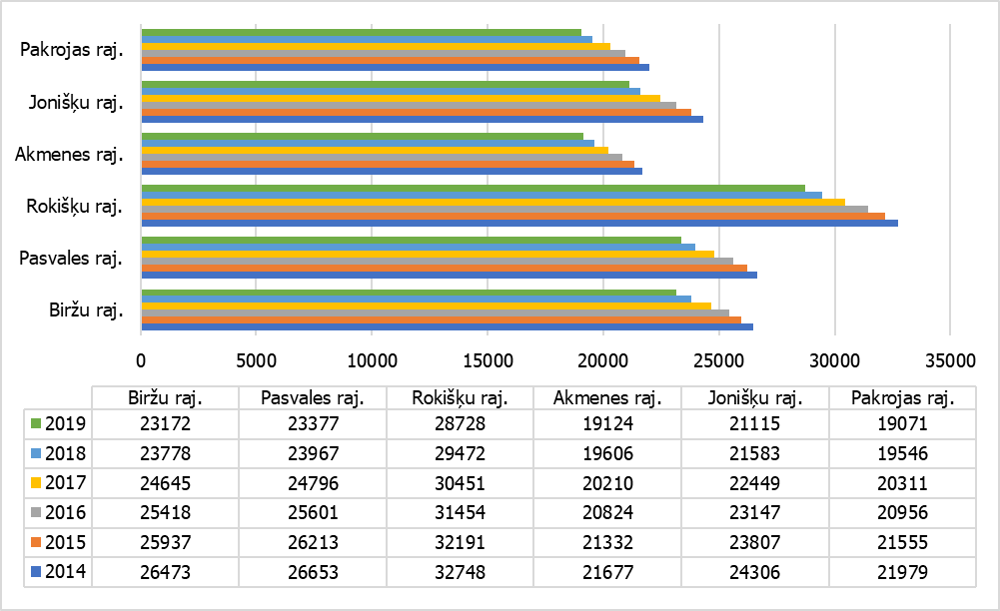 Pakrojas raj.
Jonišķu raj.
Akmenes raj.
Rokišķu raj.
Pasvales raj.
Biržu raj.
0 5000 10000 15000 20000 25000 30000 35000
Biržu raj. Pasvales raj. Rokišķu raj. Akmenes raj. Jonišķu raj. Pakrojas raj.
2019 23172 23377 28728 19124 21115 19071
2018 23778 23967 29472 19606 21583 19546
2017 24645 24796 30451 20210 22449 20311
2016 25418 25601 31454 20824 23147 20956
2015 25937 26213 32191 21332 23807 21555
2014 26473 26653 32748 21677 24306 21979